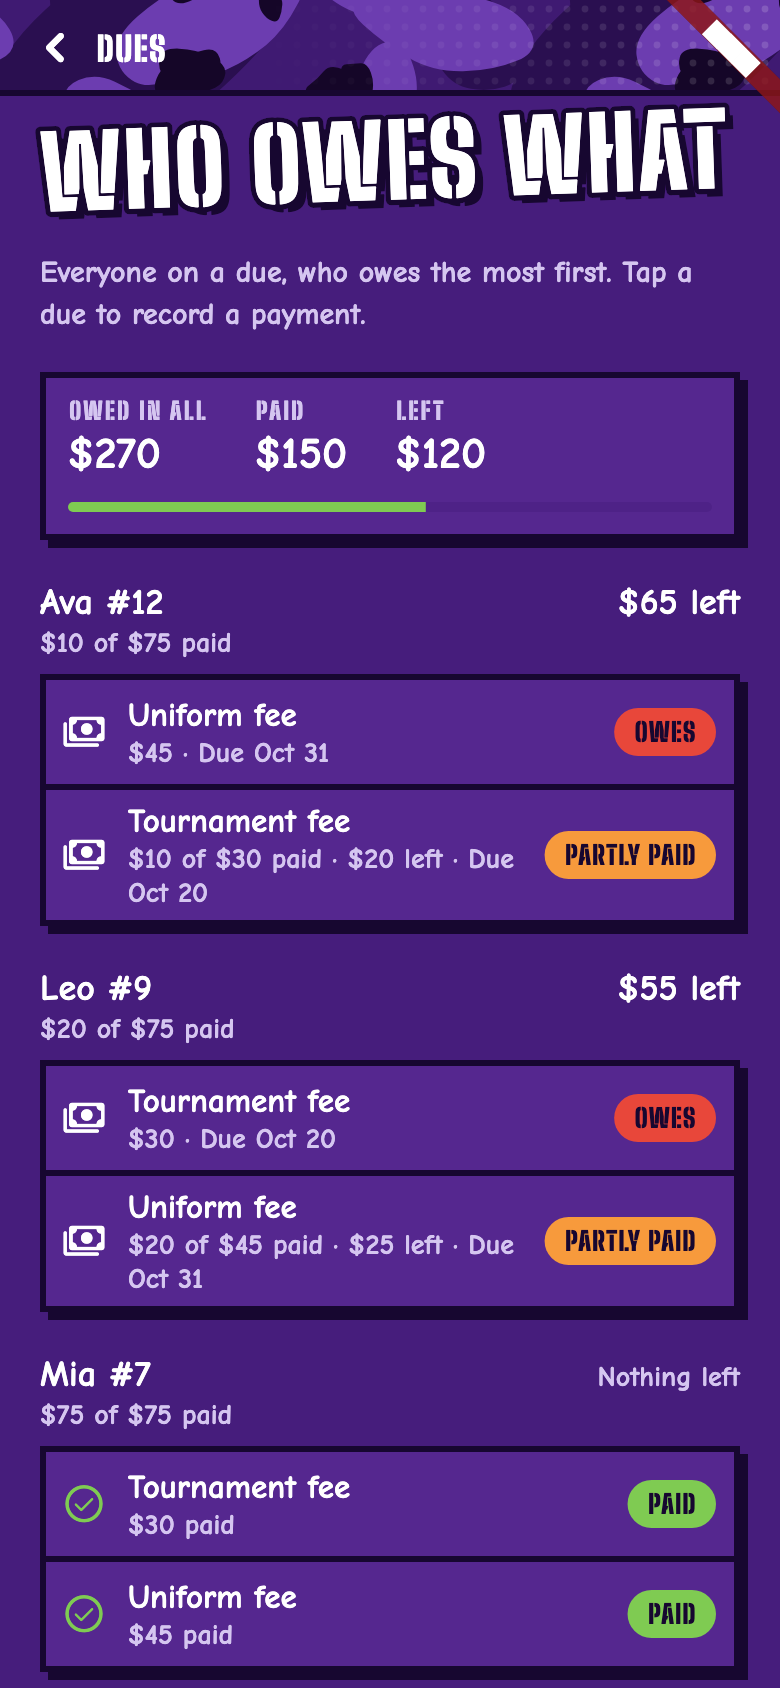 DUES
WHO OWES WHAT
Everyone on a due, who owes the most first. Tap a
due to record a payment.
OWED IN ALL PAID LEFT
$270 $150 $120
Ava #12 $65 left
$10 of $75 paid
Uniform fee
$45 · Due Oct 31
OWES
Tournament fee
$10 of $30 paid · $20 left · Due
Oct 20
PARTLY PAID
Leo #9 $55 left
$20 of $75 paid
Tournament fee
$30 · Due Oct 20
OWES
Uniform fee
$20 of $45 paid · $25 left · Due
Oct 31
PARTLY PAID
Mia #7 Nothing left
$75 of $75 paid
Tournament fee
$30 paid
PAID
Uniform fee
$45 paid
PAID